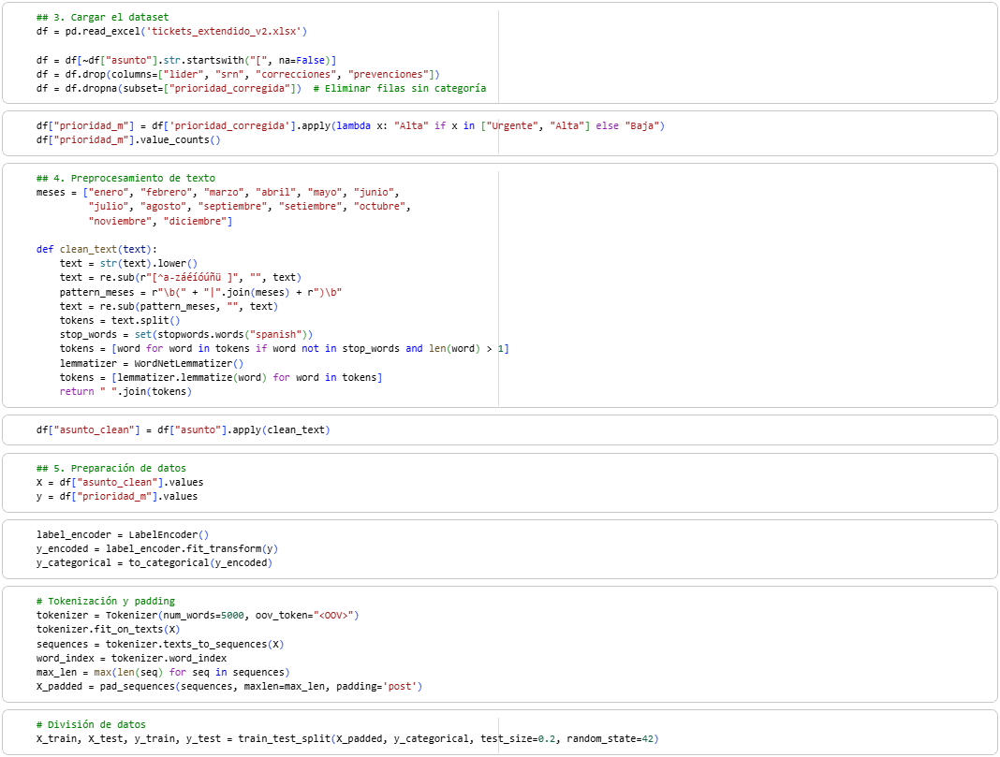 ## 3. Cargar el dataset
df = pd.read_excel('tickets_extendido_v2.xlsx')
df = df[~df["asunto"].str.startswith("[", na=False)]
df = df.drop(columns=["lider", "srn", "correcciones", "prevenciones"])
df = df.dropna(subset=["prioridad_corregida"])  # Eliminar filas sin categoría
df["prioridad_m"] = df['prioridad_corregida'].apply(lambda x: "Alta" if x in ["Urgente", "Alta"] else "Baja")
df["prioridad_m"].value_counts()
## 4. Preprocesamiento de texto
meses = ["enero", "febrero", "marzo", "abril", "mayo", "junio",
         "julio", "agosto", "septiembre", "setiembre", "octubre",
         "noviembre", "diciembre"]
def clean_text(text):
    text = str(text).lower()
    text = re.sub(r"[^a-záéíóúñü ]", "", text)
    pattern_meses = r"\b(" + "|".join(meses) + r")\b"
    text = re.sub(pattern_meses, "", text)
    tokens = text.split()
    stop_words = set(stopwords.words("spanish"))
    tokens = [word for word in tokens if word not in stop_words and len(word) > 1]
    lemmatizer = WordNetLemmatizer()
    tokens = [lemmatizer.lemmatize(word) for word in tokens]
    return " ".join(tokens)
df["asunto_clean"] = df["asunto"].apply(clean_text)
## 5. Preparación de datos
X = df["asunto_clean"].values
y = df["prioridad_m"].values
label_encoder = LabelEncoder()
y_encoded = label_encoder.fit_transform(y)
y_categorical = to_categorical(y_encoded)
# Tokenización y padding
tokenizer = Tokenizer(num_words=5000, oov_token="<OOV>")
tokenizer.fit_on_texts(X)
sequences = tokenizer.texts_to_sequences(X)
word_index = tokenizer.word_index
max_len = max(len(seq) for seq in sequences)
X_padded = pad_sequences(sequences, maxlen=max_len, padding='post')
# División de datos
X_train, X_test, y_train, y_test = train_test_split(X_padded, y_categorical, test_size=0.2, random_state=42)